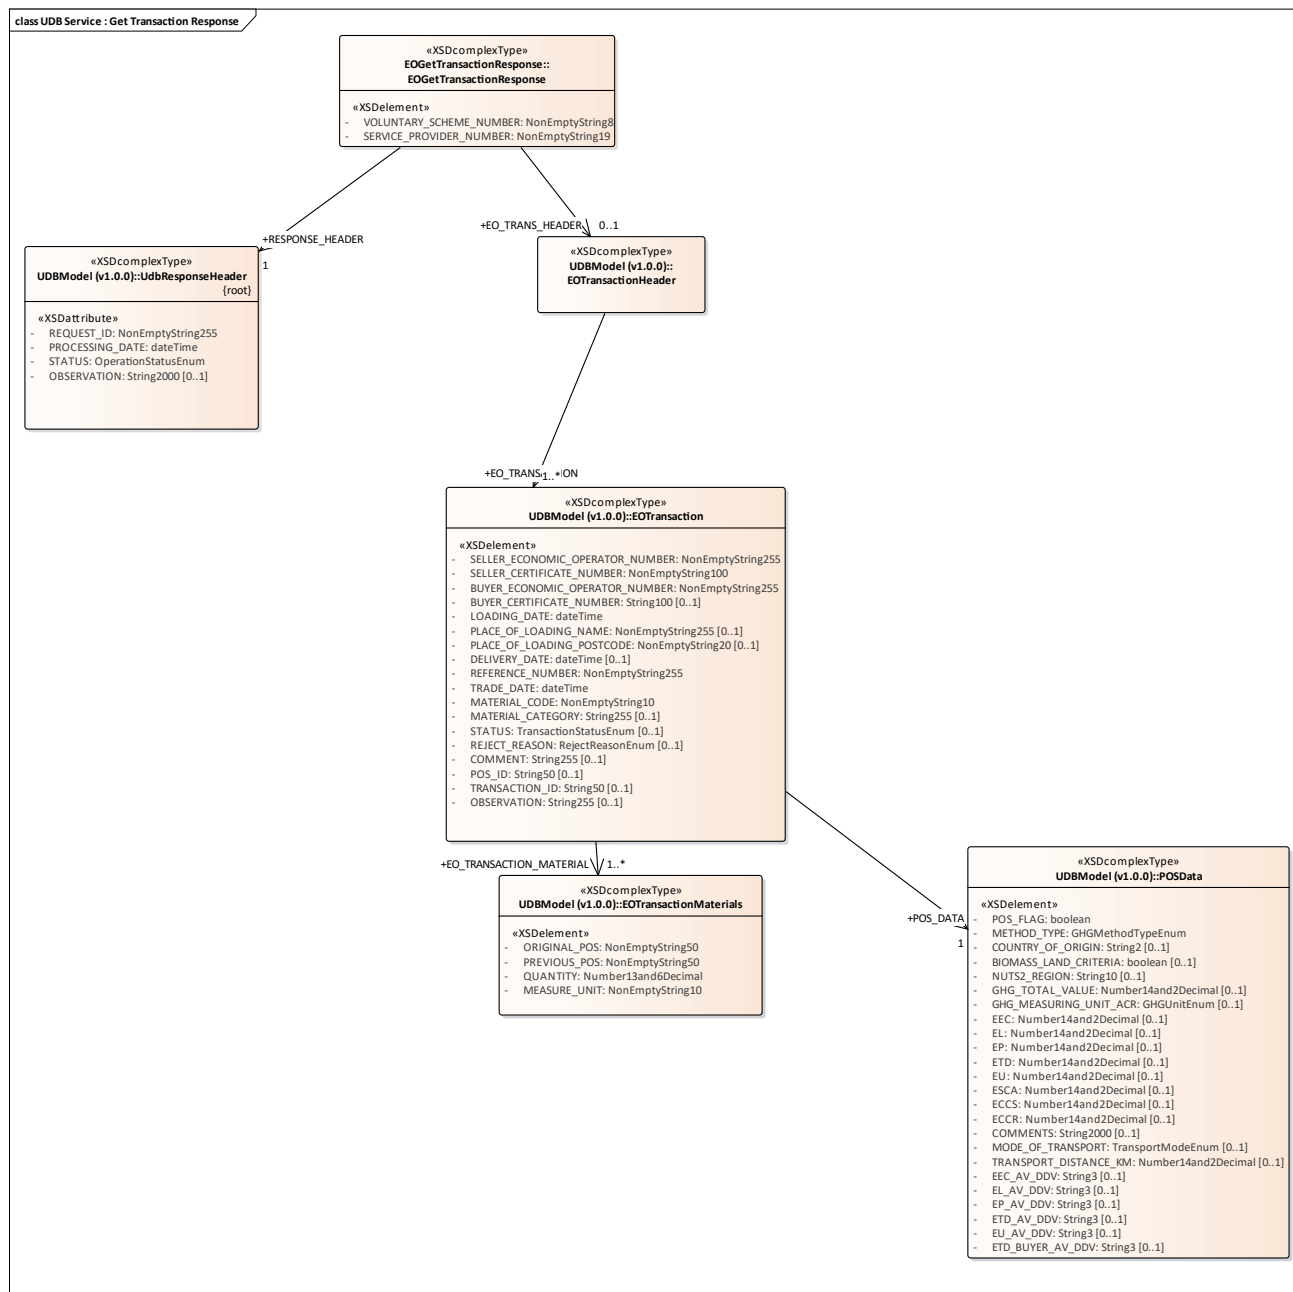 class UDB Service : Get Transaction Response
«XSDcomplexType»
EOGetTransactionResponse::
EOGetTransactionResponse
«XSDelement»
- VOLUNTARY_SCHEME_NUMBER: NonEmptyString8
- SERVICE_PROVIDER_NUMBER: NonEmptyString19
+RESPONSE_HEADER
1
+EO_TRANS_HEADER
0..1
«XSDcomplexType»
UDBModel (v1.0.0)::UdbResponseHeader
{root}
«XSDattribute»
- REQUEST_ID: NonEmptyString255
- PROCESSING_DATE: dateTime
- STATUS: OperationStatusEnum
- OBSERVATION: String2000 [0..1]
«XSDcomplexType»
UDBModel (v1.0.0)::
EOTransactionHeader
1..*
«XSDcomplexType»
UDBModel (v1.0.0)::EOTransaction
«XSDelement»
- SELLER_ECONOMIC_OPERATOR_NUMBER: NonEmptyString255
- SELLER_CERTIFICATE_NUMBER: NonEmptyString100
- BUYER_ECONOMIC_OPERATOR_NUMBER: NonEmptyString255
- BUYER_CERTIFICATE_NUMBER: String100 [0..1]
- LOADING_DATE: dateTime
- PLACE_OF_LOADING_NAME: NonEmptyString255 [0..1]
- PLACE_OF_LOADING_POSTCODE: NonEmptyString20 [0..1]
- DELIVERY_DATE: dateTime [0..1]
- REFERENCE_NUMBER: NonEmptyString255
- TRADE_DATE: dateTime
- MATERIAL_CODE: NonEmptyString10
- MATERIAL_CATEGORY: String255 [0..1]
- STATUS: TransactionStatusEnum [0..1]
- REJECT_REASON: RejectReasonEnum [0..1]
- COMMENT: String255 [0..1]
- POS_ID: String50 [0..1]
- TRANSACTION_ID: String50 [0..1]
- OBSERVATION: String255 [0..1]
+EO_TRANSACTION_MATERIAL
1..*
«XSDcomplexType»
UDBModel (v1.0.0)::EOTransactionMaterials
«XSDelement»
- ORIGINAL_POS: NonEmptyString50
- PREVIOUS_POS: NonEmptyString50
- QUANTITY: Number13and6Decimal
- MEASURE_UNIT: NonEmptyString10
+POS_DATA
1
«XSDcomplexType»
UDBModel (v1.0.0)::POSData
«XSDelement»
- POS_FLAG: boolean
- METHOD_TYPE: GHGMethodTypeEnum
- COUNTRY_OF_ORIGIN: String2 [0..1]
- BIOMASS_LAND_CRITERIA: boolean [0..1]
- NUTS2_REGION: String10 [0..1]
- GHG_TOTAL_VALUE: Number14and2Decimal [0..1]
- GHG_MEASURING_UNIT_ACR: GHGUnitEnum [0..1]
- EEC: Number14and2Decimal [0..1]
- EL: Number14and2Decimal [0..1]
- EP: Number14and2Decimal [0..1]
- ETD: Number14and2Decimal [0..1]
- EU: Number14and2Decimal [0..1]
- ESCA: Number14and2Decimal [0..1]
- ECCS: Number14and2Decimal [0..1]
- ECCR: Number14and2Decimal [0..1]
- COMMENTS: String2000 [0..1]
- MODE_OF_TRANSPORT: TransportModeEnum [0..1]
- TRANSPORT_DISTANCE_KM: Number14and2Decimal [0..1]
- EEC_AV_DDV: String3 [0..1]
- EL_AV_DDV: String3 [0..1]
- EP_AV_DDV: String3 [0..1]
- ETD_AV_DDV: String3 [0..1]
- EU_AV_DDV: String3 [0..1]
- ETD_BUYER_AV_DDV: String3 [0..1]